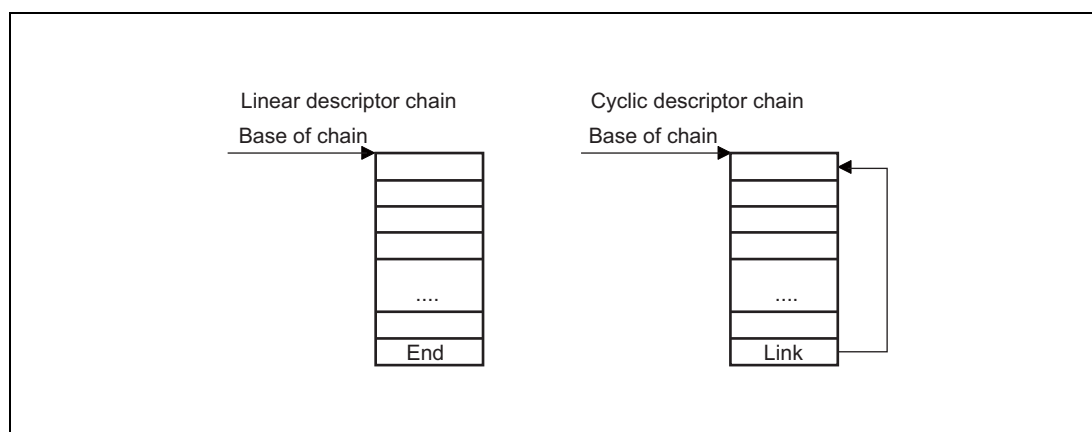 Linear descriptor chain
Base of chain
....
End
Cyclic descriptor chain
Base of chain
....
Link